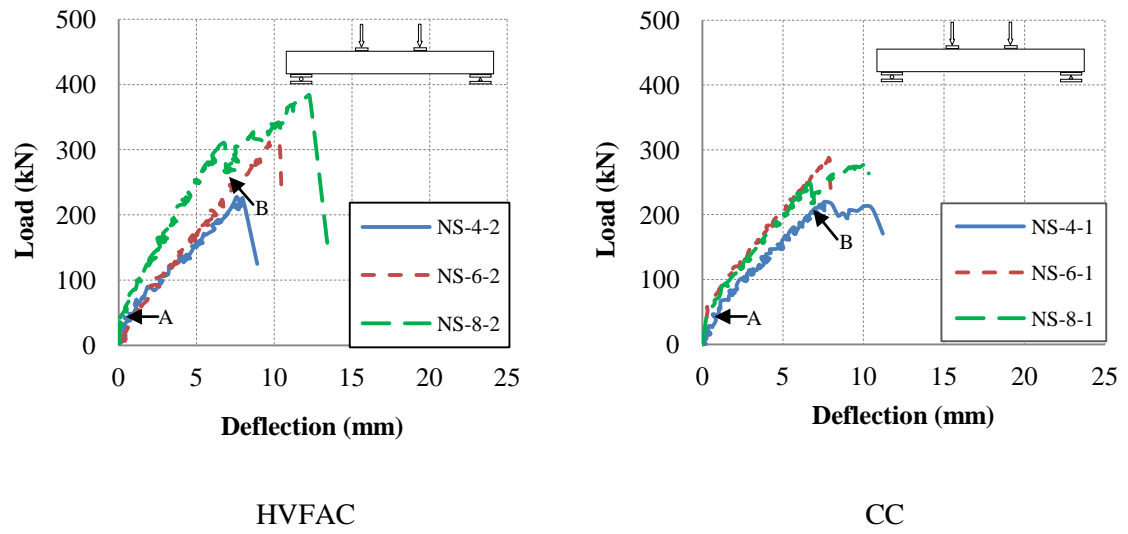 500
400
300
200
100
0
Load (kN)
0 5 10 15 20 25
Deflection (mm)
A
B
NS-4-2
NS-6-2
NS-8-2
HVFAC
500
400
300
200
100
0
Load (kN)
0 5 10 15 20 25
Deflection (mm)
A
B
NS-4-1
NS-6-1
NS-8-1
CC